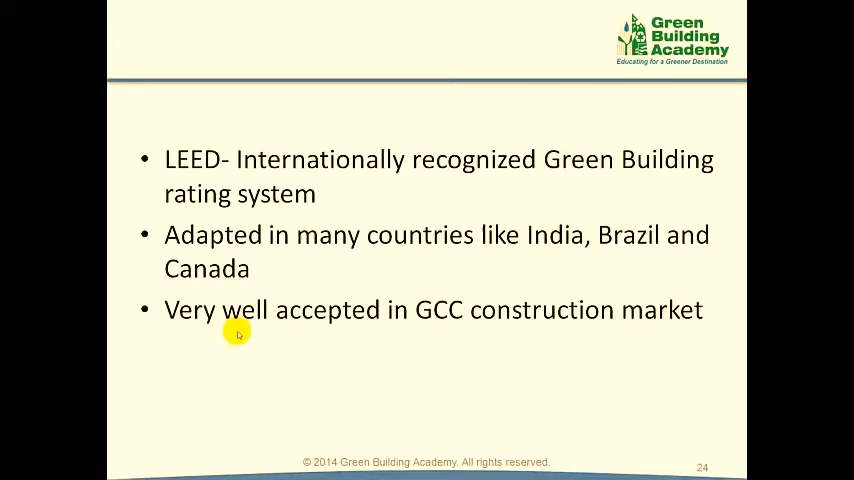 Green
Building
Academy
Educating for a Greener Destination
• LEED- Internationally recognized Green Building
rating system
• Adapted in many countries like India, Brazil and
Canada
• Very well accepted in GCC construction market
© 2014 Green Building Academy. All rights reserved.
24